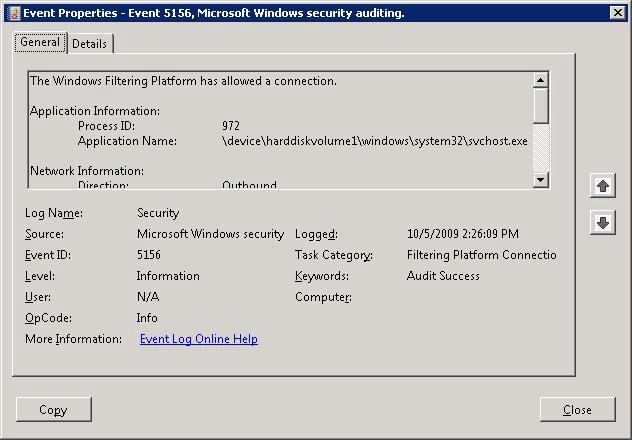 Event Properties - Event 5156, Microsoft Windows security auditing.
General Details
The Windows Filtering Platform has allowed a connection.
Application Information:
Process ID: 972
Application Name: \device\harddiskvolume1\windows\system32\svchost.exe
Network Information:
Direction: Outbound
Log Name: Security
Source: Microsoft Windows security Logged: 10/5/2009 2:26:09 PM
Event ID: 5156 Task Category: Filtering Platform Connectio
Level: Information Keywords: Audit Success
User: N/A Computer:
OpCode: Info
More Information: Event Log Online Help
Copy Close